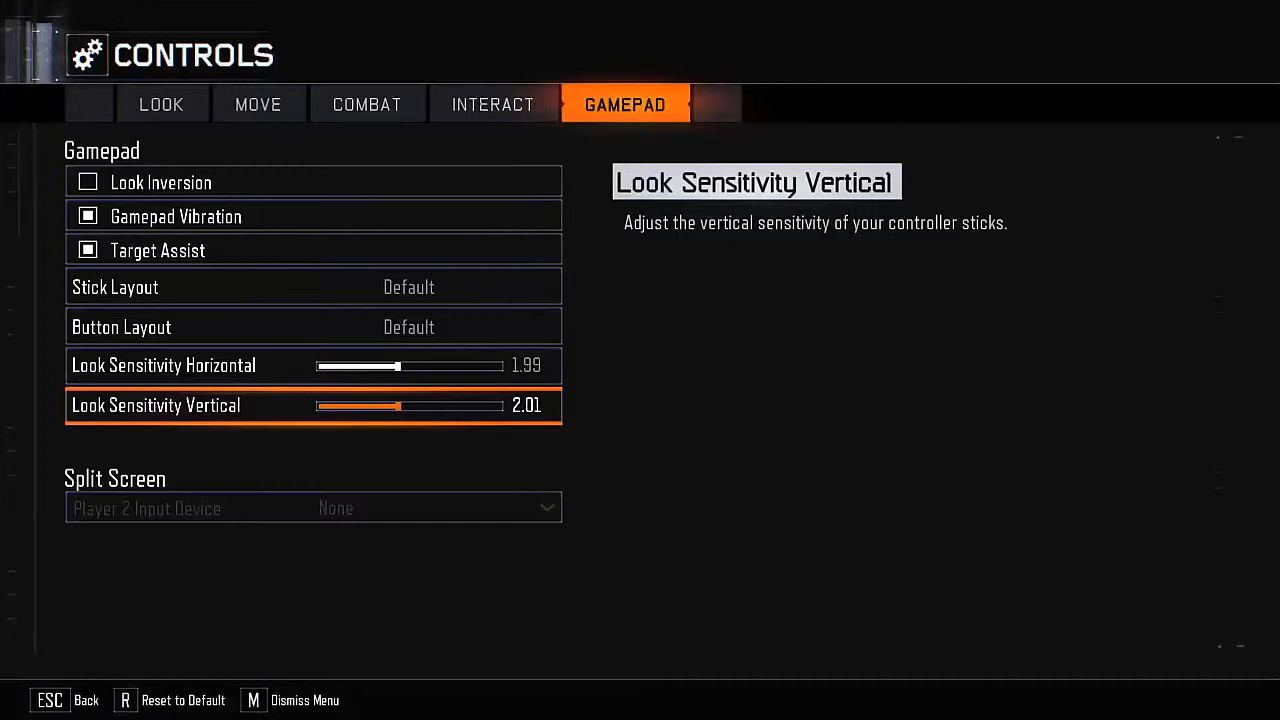 CONTROLS
LOOK MOVE COMBAT INTERACT GAMEPAD
Gamepad
Look Inversion
Gamepad Vibration
Target Assist
Stick Layout Default
Button Layout Default
Look Sensitivity Horizontal 1.99
Look Sensitivity Vertical 2.01
Split Screen
Player 2 Input Device None
Look Sensitivity Vertical
Adjust the vertical sensitivity of your controller sticks.
ESC Back R Reset to Default M Dismiss Menu